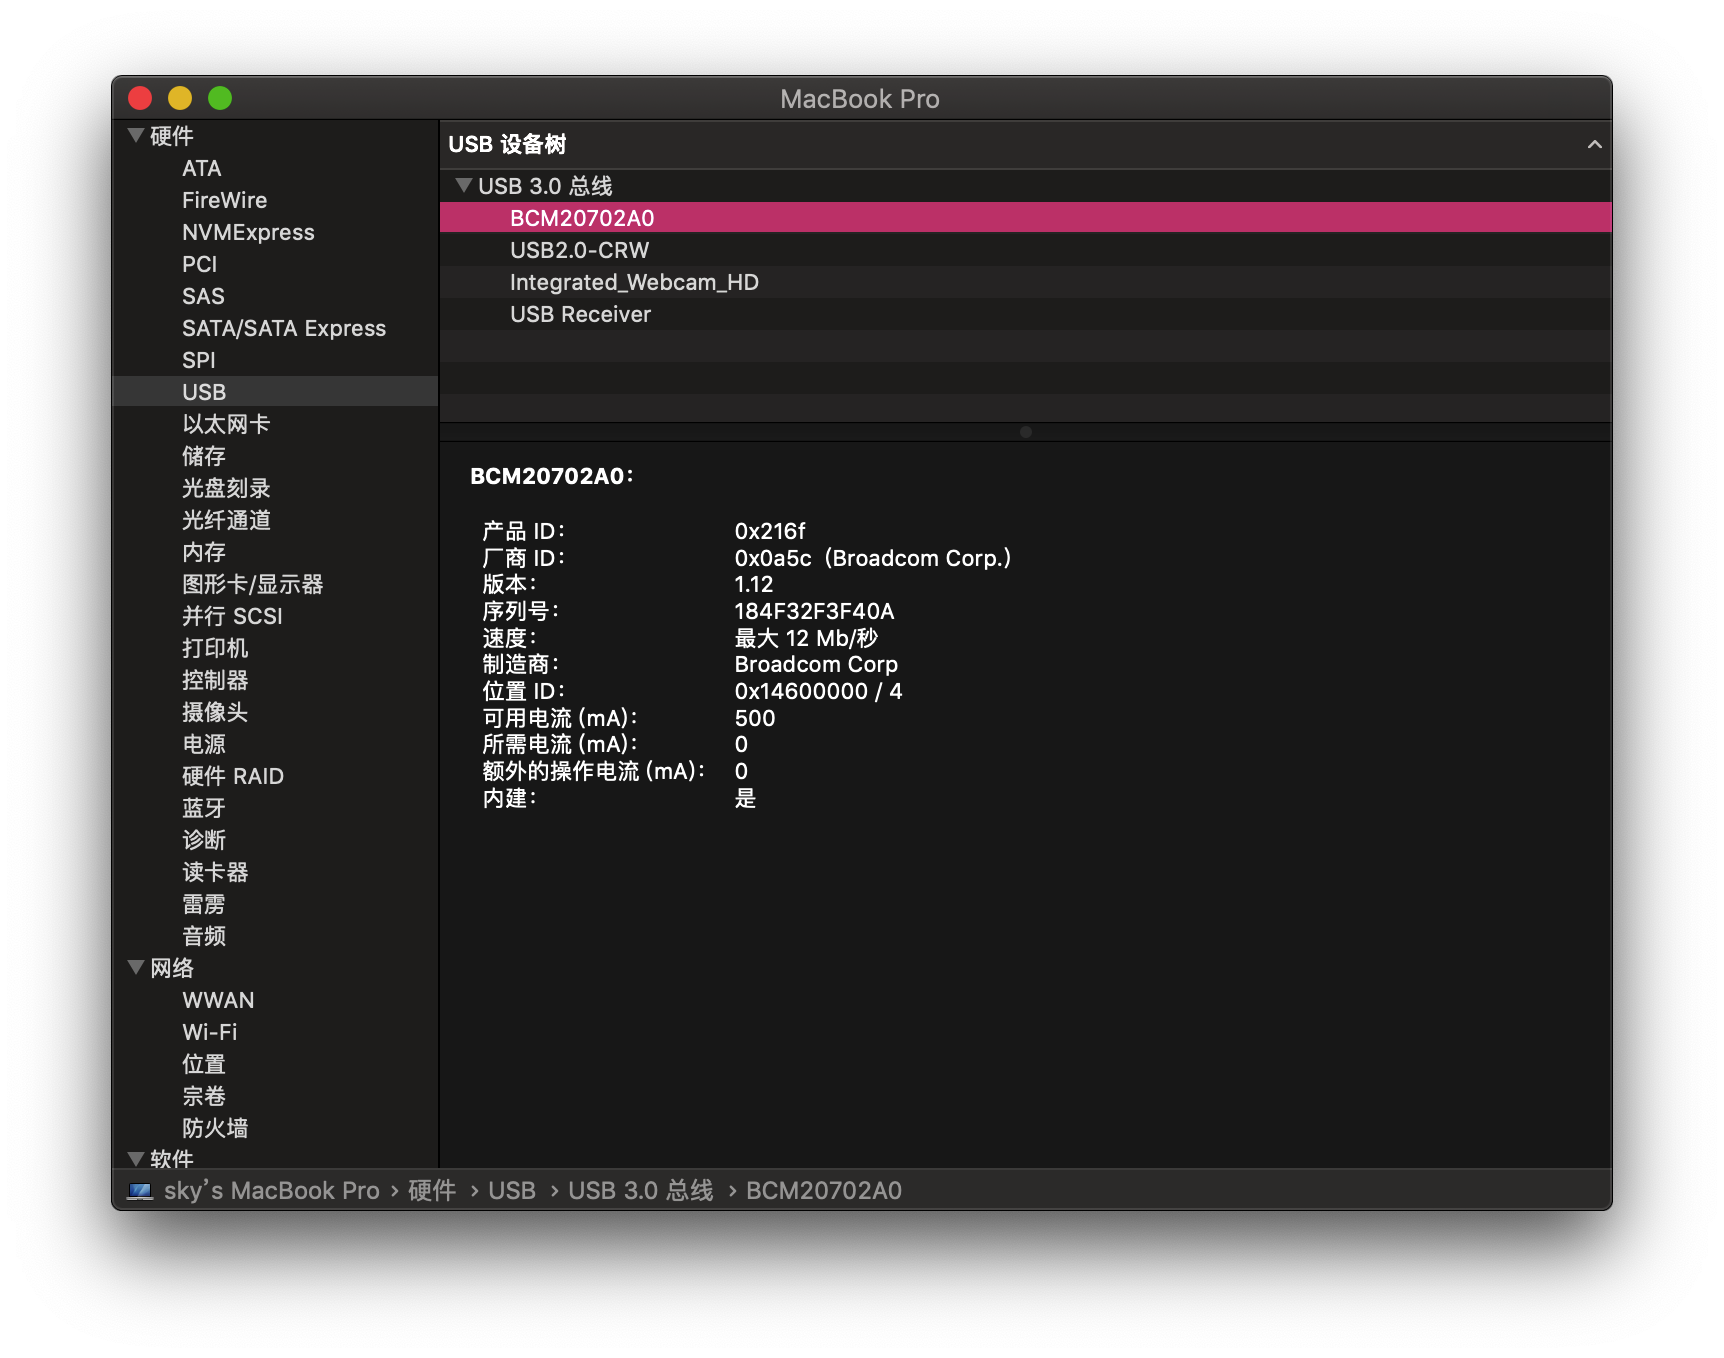 MacBook Pro
硬件
ATA
FireWire
NVMExpress
PCI
SAS
SATA/SATA Express
SPI
USB
以太网卡
储存
光盘刻录
光纤通道
内存
图形卡/显示器
并行 SCSI
打印机
控制器
摄像头
电源
硬件 RAID
蓝牙
诊断
读卡器
雷雳
音频
网络
WWAN
Wi-Fi
位置
宗卷
防火墙
软件
USB 设备树
USB 3.0 总线
BCM20702A0
USB2.0-CRW
Integrated_Webcam_HD
USB Receiver
BCM20702A0：
产品 ID： 0x216f
厂商 ID： 0x0a5c（Broadcom Corp.）
版本： 1.12
序列号： 184F32F3F40A
速度： 最大 12 Mb/秒
制造商： Broadcom Corp
位置 ID： 0x14600000 / 4
可用电流 (mA)： 500
所需电流 (mA)： 0
额外的操作电流 (mA)： 0
内建： 是
sky’s MacBook Pro › 硬件 › USB › USB 3.0 总线 › BCM20702A0